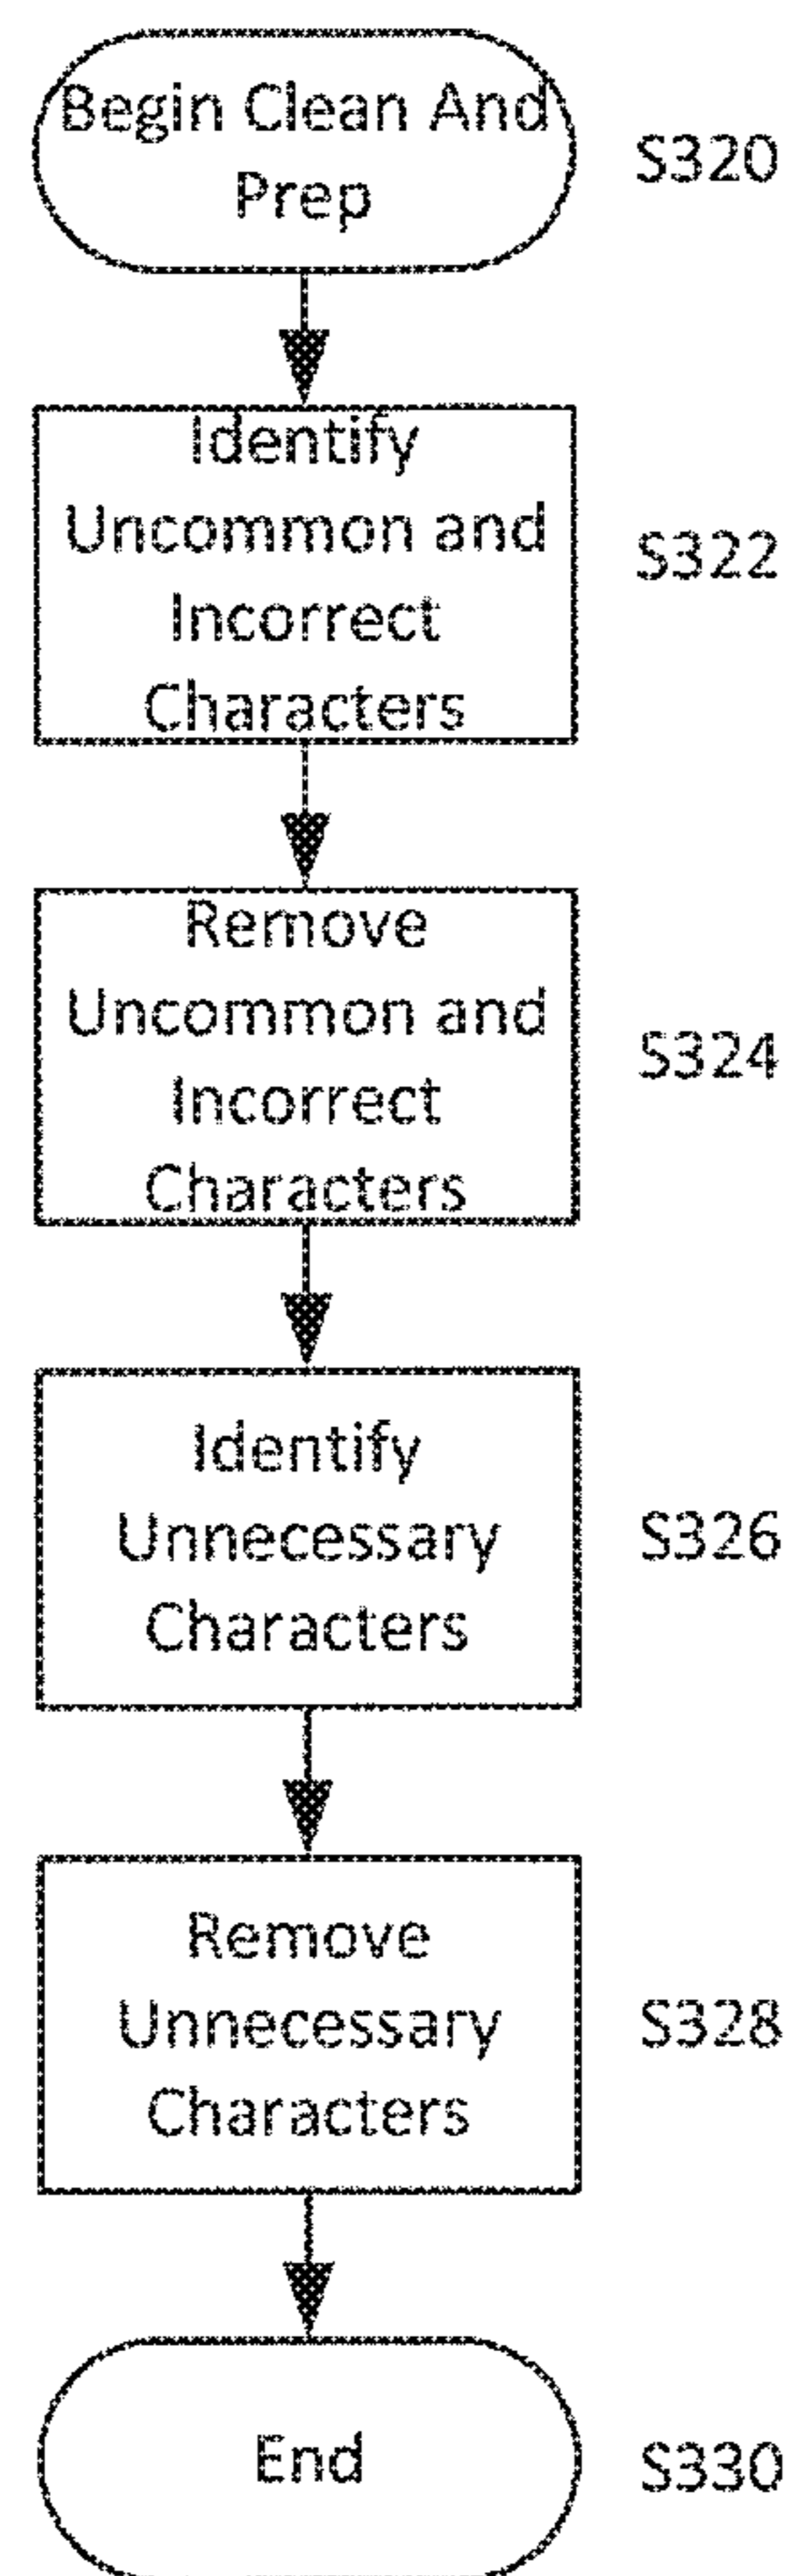 Begin Clean And
Prep
S320
Identify
Uncommon and
Incorrect
Characters
S322
Remove
Uncommon and
Incorrect
Characters
S324
Identify
Unnecessary
Characters
S326
Remove
Unnecessary
Characters
S328
End
S330